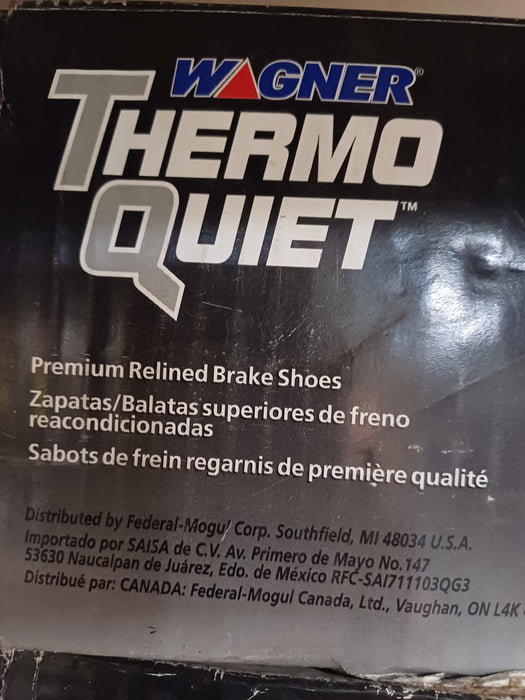 WAGNER®
THERMO
QUIET™
Premium Relined Brake Shoes
Zapatas/Balatas superiores de freno
reacondicionadas
Sabots de frein regarnis de première qualité
Distributed by Federal-Mogul Corp. Southfield, MI 48034 U.S.A.
Importado por SAISA de C.V. Av. Primero de Mayo No.147
53630 Naucalpan de Juárez, Edo. de México RFC-SAI711103QG3
Distribué par: CANADA: Federal-Mogul Canada, Ltd., Vaughan, ON L4K